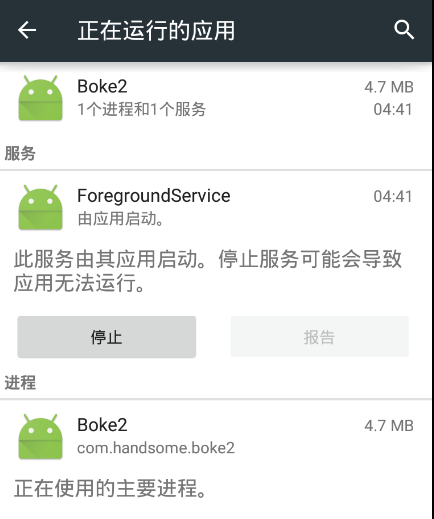 正在运行的应用
Boke2 4.7 MB
1个进程和1个服务 04:41
服务
ForegroundService 04:41
由应用启动。
此服务由其应用启动。停止服务可能会导致
应用无法运行。
停止 报告
进程
Boke2 4.7 MB
com.handsome.boke2
正在使用的主要进程。